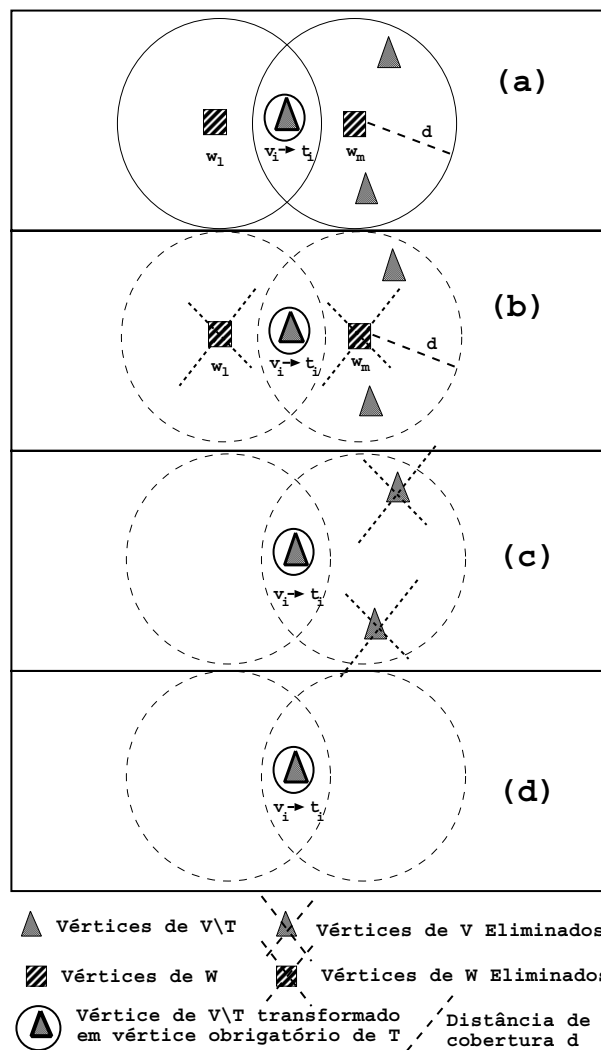 (a)
d
w1
vi → ti
wm
(b)
d
w1
vi → ti
wm
(c)
vi → ti
(d)
vi → ti
Vértices de V\T
Vértices de V Eliminados
Vértices de W
Vértices de W Eliminados
Vértice de V\T transformado
em vértice obrigatório de T
Distância de
cobertura d